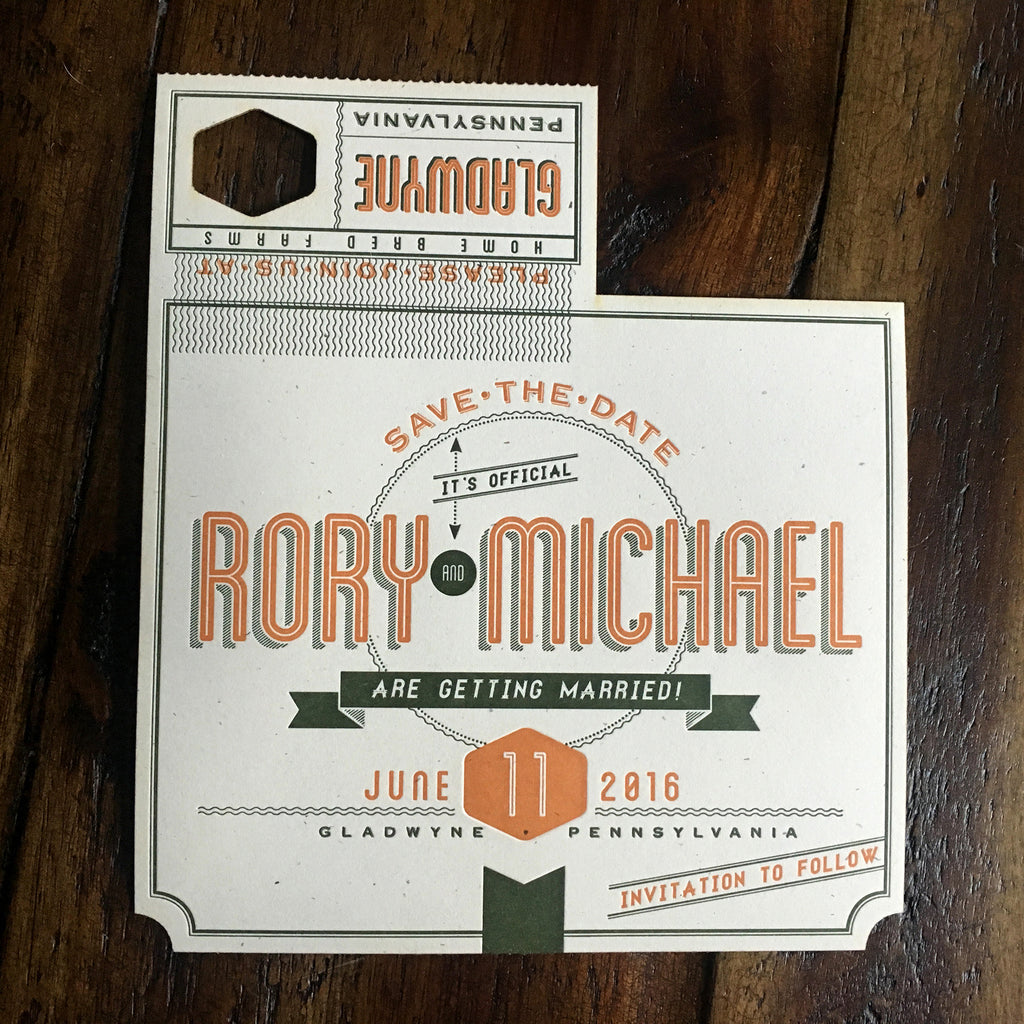 PENNSYLVANIA
GLADWYNE
HOME BRED FARMS
PLEASE·JOIN·US·AT
SAVE·THE·DATE
IT'S OFFICIAL
RORY AND MICHAEL
ARE GETTING MARRIED!
JUNE 11 2016
GLADWYNE · PENNSYLVANIA
INVITATION TO FOLLOW